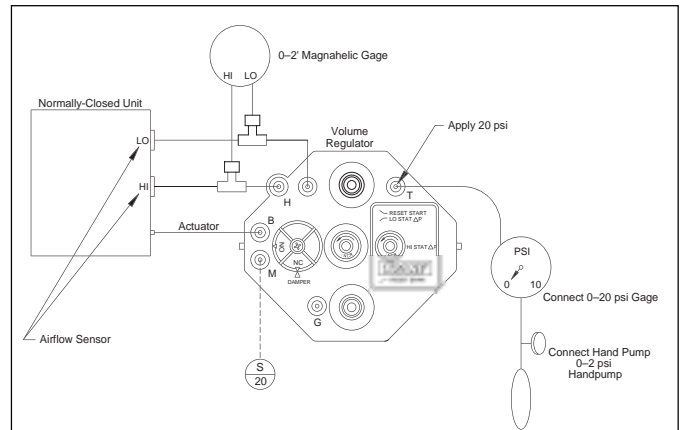 0–2' Magnahelic Gage
HI LO
Normally-Closed Unit
LO
HI
Volume
Regulator
Apply 20 psi
H
T
RESET START
LO STAT △P
HI STAT △P
Actuator
B
M
NO
NC
DAMPER
G
PSI
0 10
Connect 0–20 psi Gage
Connect Hand Pump
0–2 psi
Handpump
Airflow Sensor
S
20